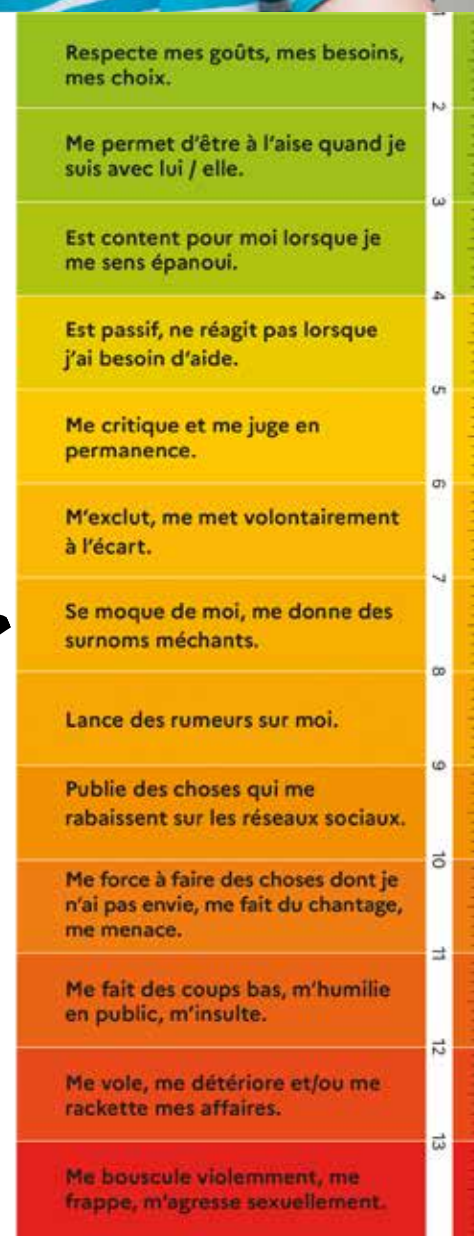 1
Respecte mes goûts, mes besoins,
mes choix.
2
Me permet d’être à l’aise quand je
suis avec lui / elle.
3
Est content pour moi lorsque je
me sens épanoui.
4
Est passif, ne réagit pas lorsque
j’ai besoin d’aide.
5
Me critique et me juge en
permanence.
6
M’exclut, me met volontairement
à l’écart.
7
Se moque de moi, me donne des
surnoms méchants.
8
Lance des rumeurs sur moi.
9
Publie des choses qui me
rabaissent sur les réseaux sociaux.
10
Me force à faire des choses dont je
n’ai pas envie, me fait du chantage,
me menace.
11
Me fait des coups bas, m’humilie
en public, m’insulte.
12
Me vole, me détériore et/ou me
rackette mes affaires.
13
Me bouscule violemment, me
frappe, m’agresse sexuellement.